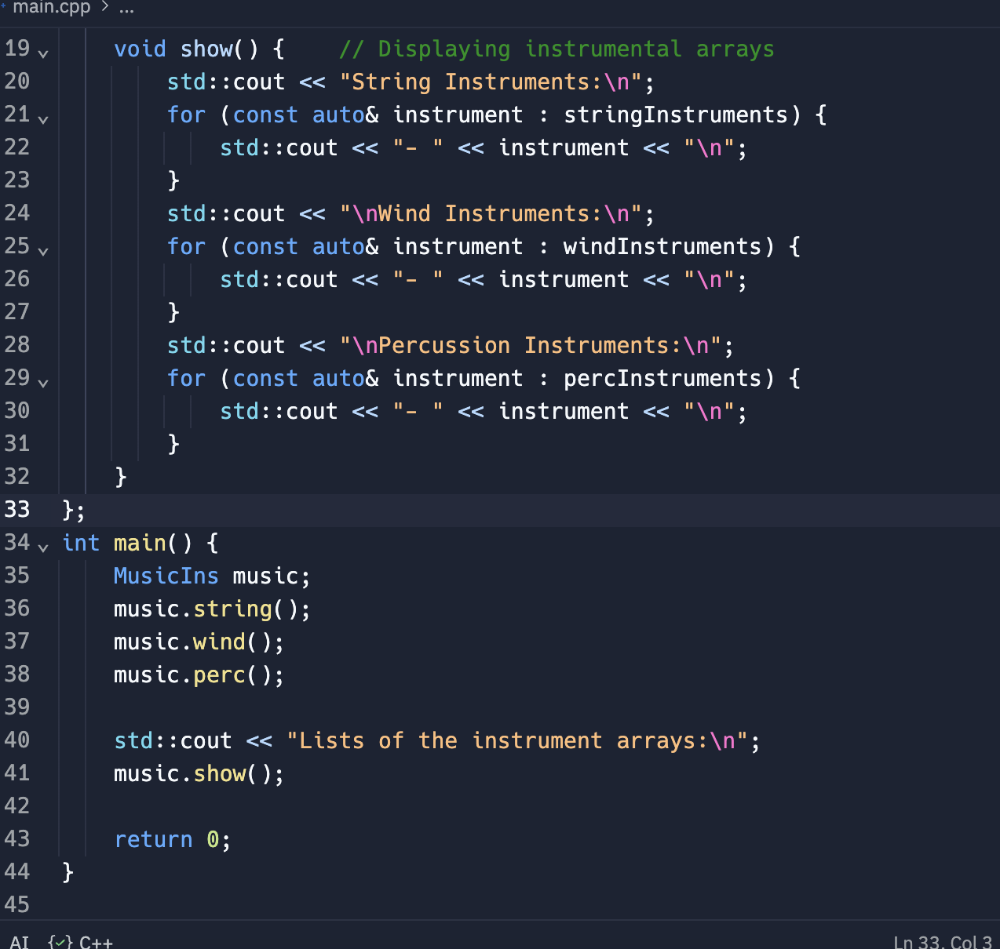 main.cpp > ...
19 void show() {    // Displaying instrumental arrays
20 std::cout << "String Instruments:\n";
21 for (const auto& instrument : stringInstruments) {
22 std::cout << "- " << instrument << "\n";
23 }
24 std::cout << "\nWind Instruments:\n";
25 for (const auto& instrument : windInstruments) {
26 std::cout << "- " << instrument << "\n";
27 }
28 std::cout << "\nPercussion Instruments:\n";
29 for (const auto& instrument : percInstruments) {
30 std::cout << "- " << instrument << "\n";
31 }
32 }
33 };
34 int main() {
35 MusicIns music;
36 music.string();
37 music.wind();
38 music.perc();
39
40 std::cout << "Lists of the instrument arrays:\n";
41 music.show();
42
43 return 0;
44 }
45
AI {✓} C++ Ln 33, Col 3